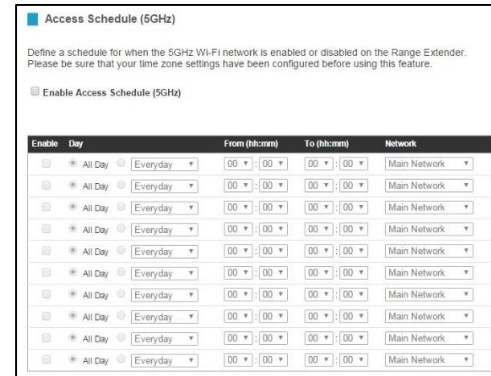 Access Schedule (5GHz)
Define a schedule for when the 5GHz Wi-Fi network is enabled or disabled on the Range Extender.
Please be sure that your time zone settings have been configured before using this feature.
Enable Access Schedule (5GHz)
Enable Day From (hh:mm) To (hh:mm) Network
All Day Everyday 00 : 00 00 : 00 Main Network
All Day Everyday 00 : 00 00 : 00 Main Network
All Day Everyday 00 : 00 00 : 00 Main Network
All Day Everyday 00 : 00 00 : 00 Main Network
All Day Everyday 00 : 00 00 : 00 Main Network
All Day Everyday 00 : 00 00 : 00 Main Network
All Day Everyday 00 : 00 00 : 00 Main Network
All Day Everyday 00 : 00 00 : 00 Main Network
All Day Everyday 00 : 00 00 : 00 Main Network
All Day Everyday 00 : 00 00 : 00 Main Network